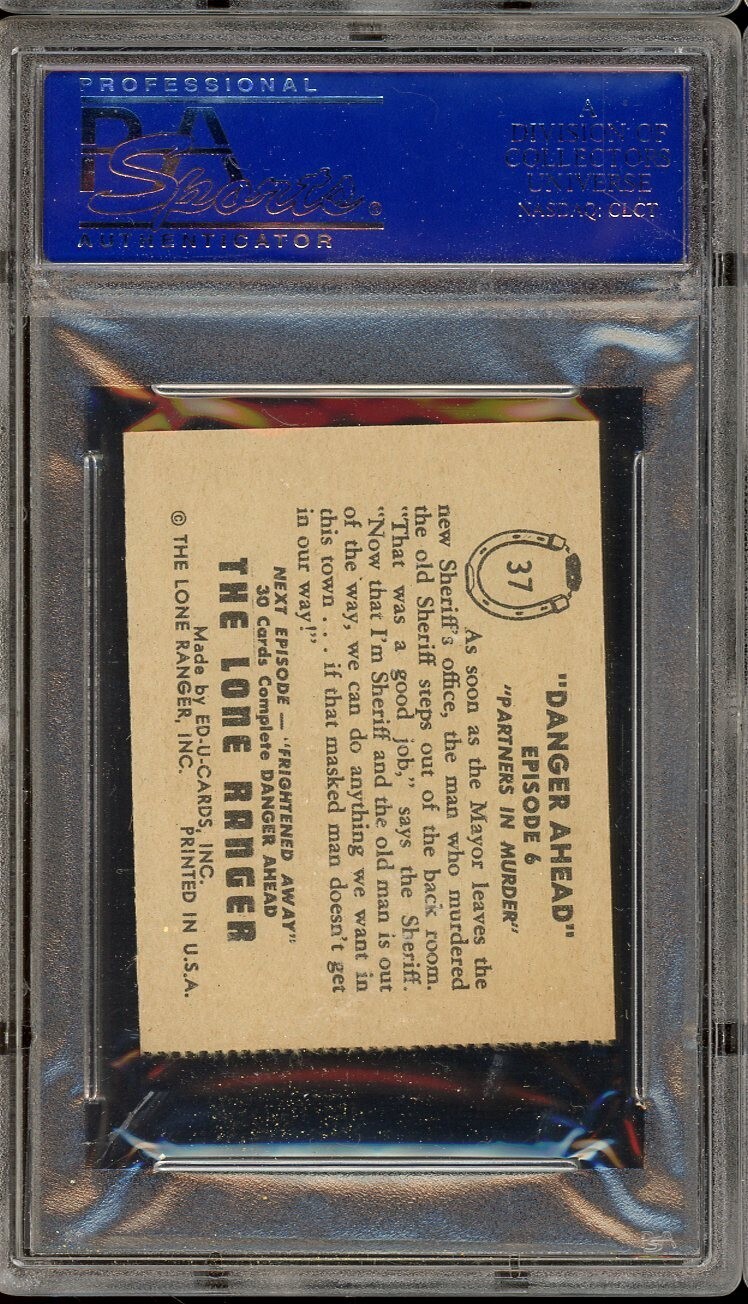 PROFESSIONAL
PSA
Sports®
AUTHENTICATOR
A
DIVISION OF
COLLECTORS
UNIVERSE
NASDAQ: CLCT
37
"DANGER AHEAD"
EPISODE 6
"PARTNERS IN MURDER"
As soon as the Mayor leaves the
new Sheriff's office, the man who murdered
the old Sheriff steps out of the back room.
"That was a good job," says the Sheriff.
"Now that I'm Sheriff and the old man is out
of the way, we can do anything we want in
this town . . . if that masked man doesn't get
in our way!"
NEXT EPISODE — "FRIGHTENED AWAY"
30 Cards Complete DANGER AHEAD
THE LONE RANGER
Made by ED-U-CARDS, INC.
© THE LONE RANGER, INC. PRINTED IN U.S.A.
PSA